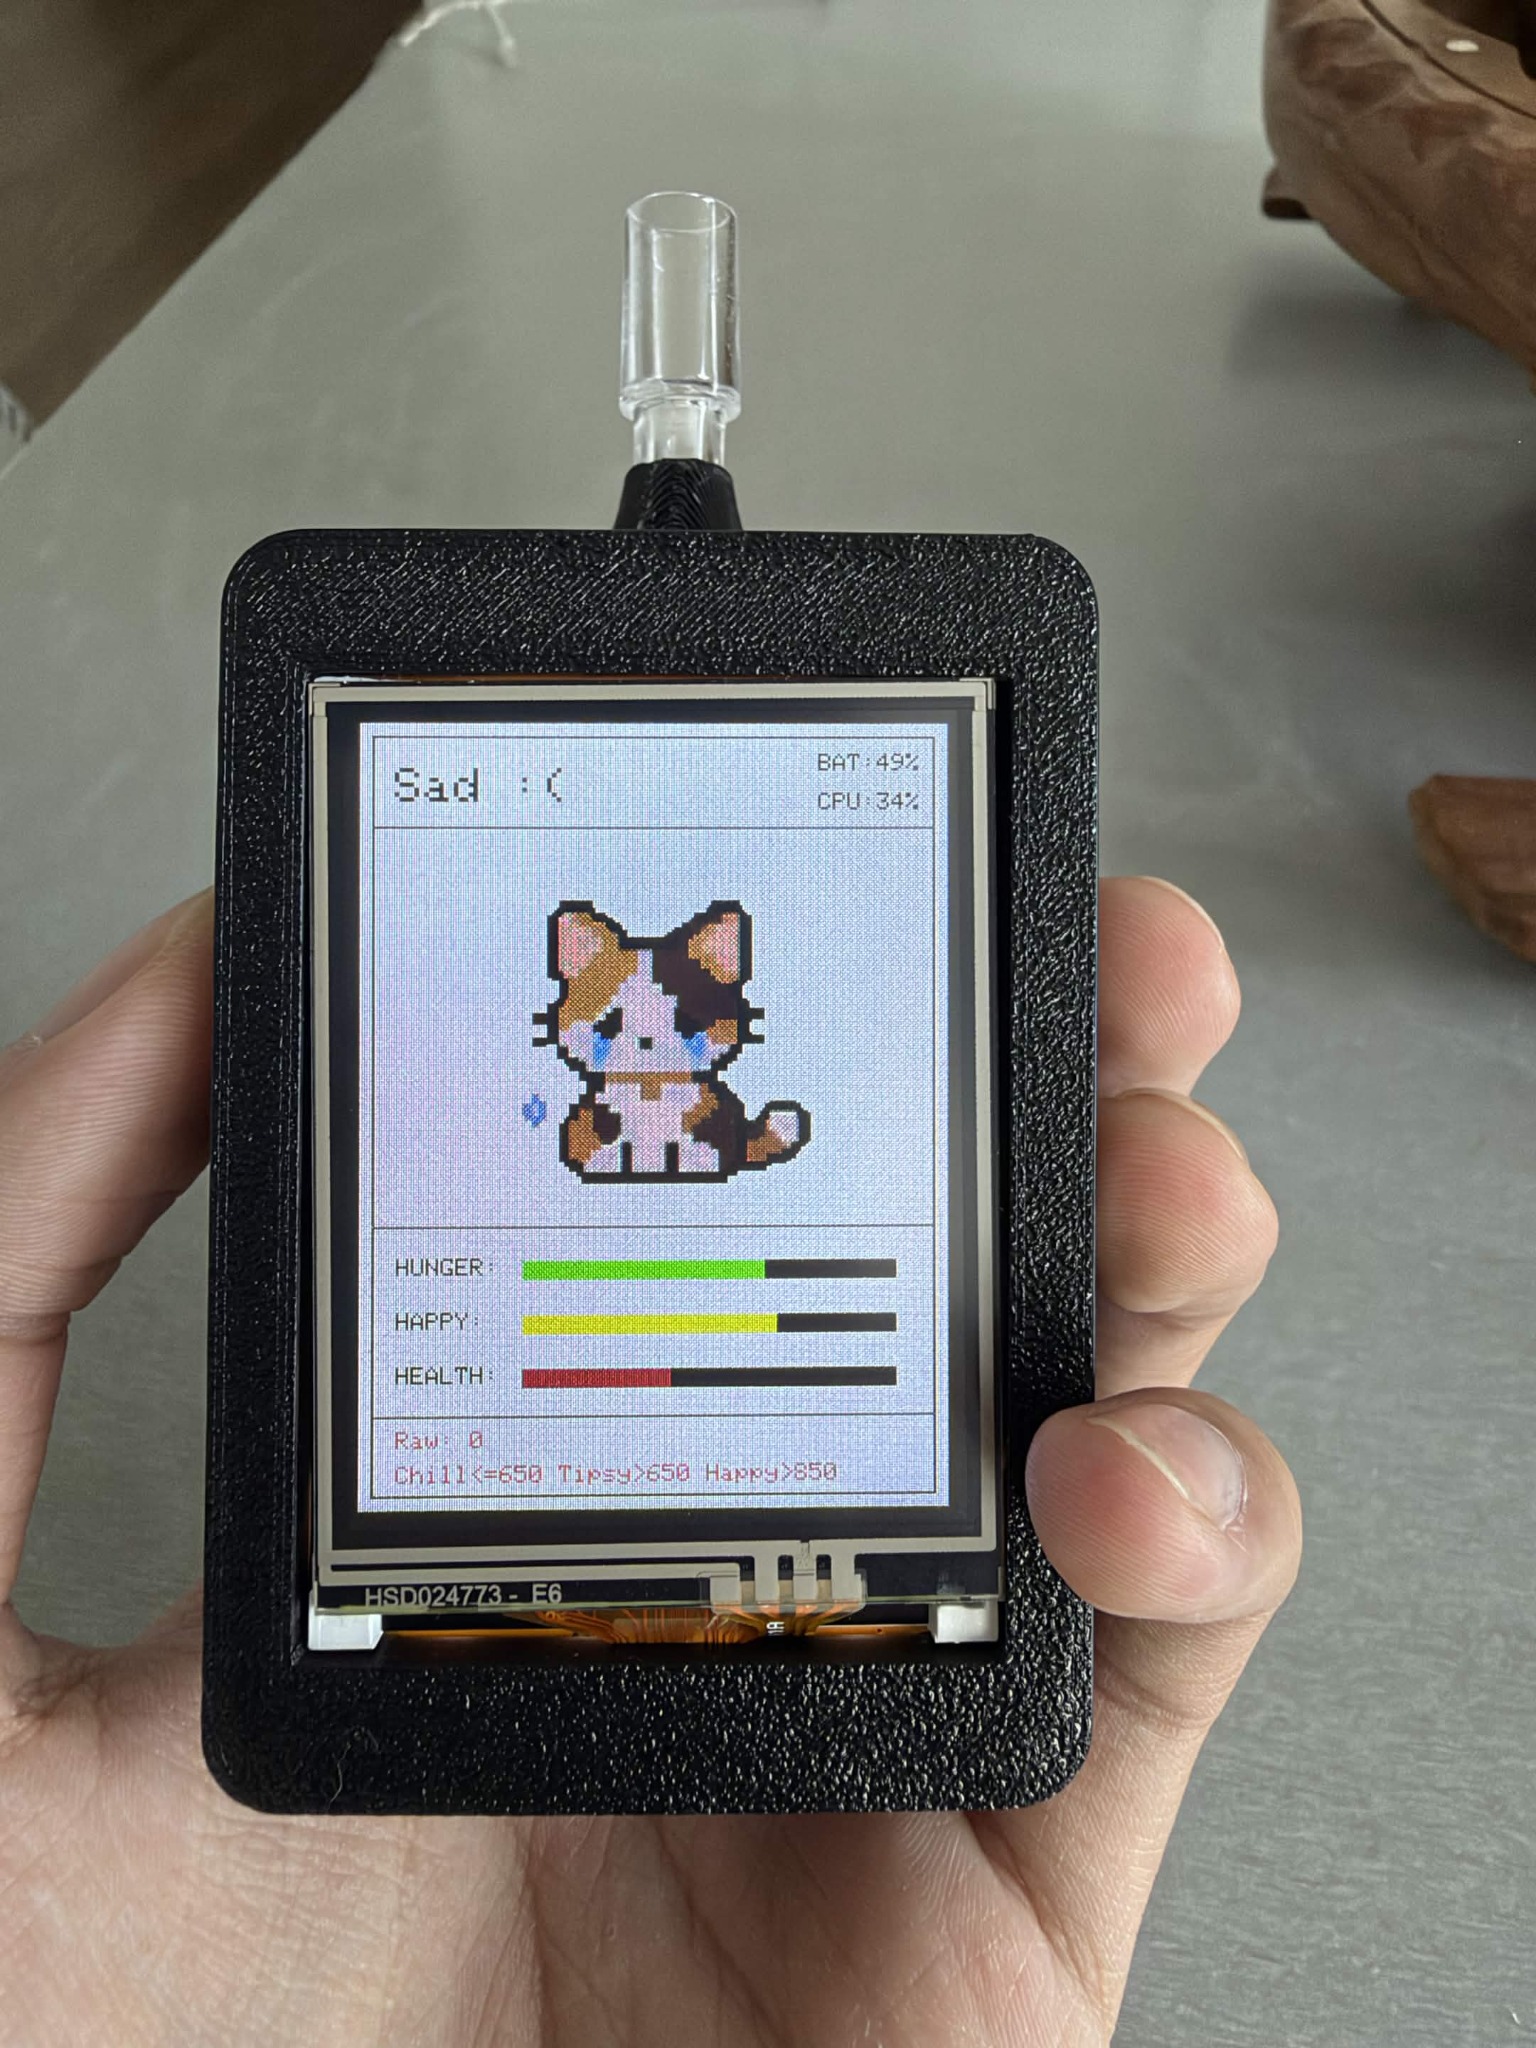 Sad :(
BAT:49%
CPU:34%
HUNGER:
HAPPY:
HEALTH:
Raw: 0
Chill<=650 Tipsy>650 Happy>850
HSD024773 - E6